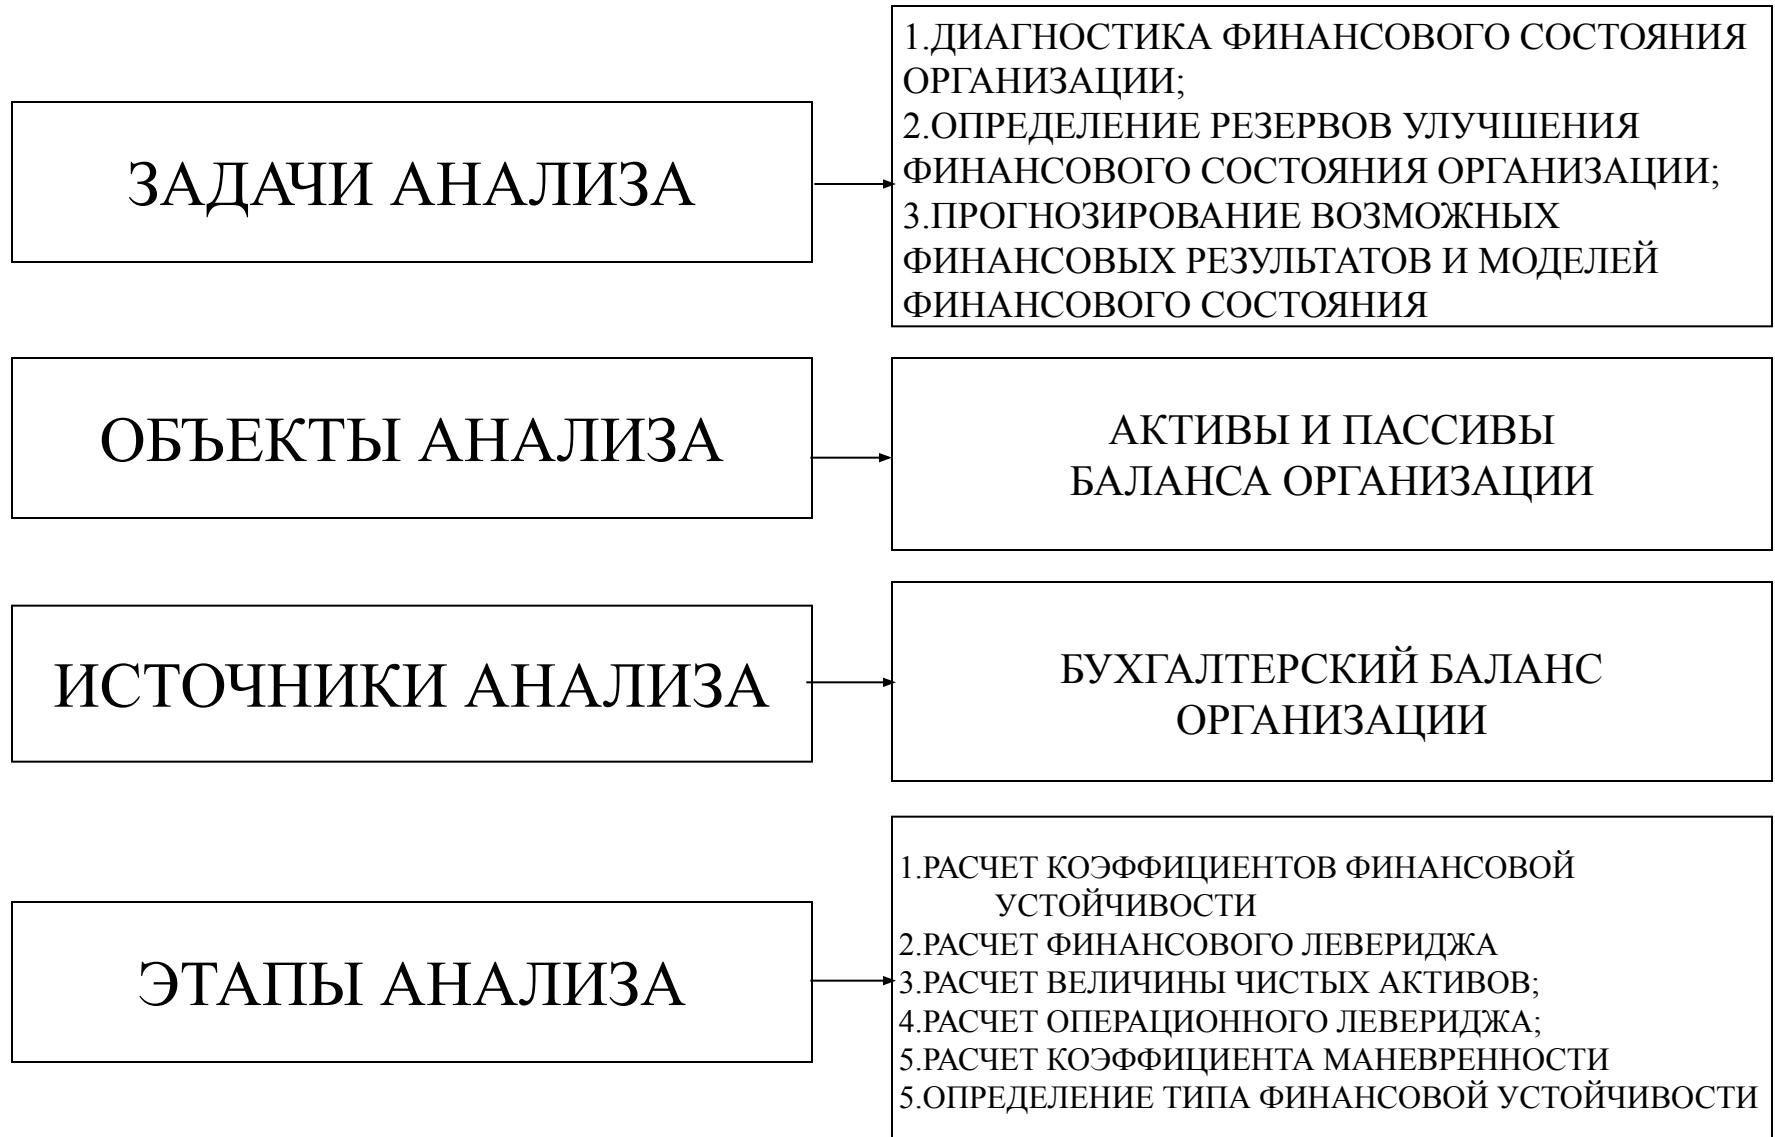 ЗАДАЧИ АНАЛИЗА
1.ДИАГНОСТИКА ФИНАНСОВОГО СОСТОЯНИЯ
ОРГАНИЗАЦИИ;
2.ОПРЕДЕЛЕНИЕ РЕЗЕРВОВ УЛУЧШЕНИЯ
ФИНАНСОВОГО СОСТОЯНИЯ ОРГАНИЗАЦИИ;
3.ПРОГНОЗИРОВАНИЕ ВОЗМОЖНЫХ
ФИНАНСОВЫХ РЕЗУЛЬТАТОВ И МОДЕЛЕЙ
ФИНАНСОВОГО СОСТОЯНИЯ
ОБЪЕКТЫ АНАЛИЗА
АКТИВЫ И ПАССИВЫ
БАЛАНСА ОРГАНИЗАЦИИ
ИСТОЧНИКИ АНАЛИЗА
БУХГАЛТЕРСКИЙ БАЛАНС
ОРГАНИЗАЦИИ
ЭТАПЫ АНАЛИЗА
1.РАСЧЕТ КОЭФФИЦИЕНТОВ ФИНАНСОВОЙ
УСТОЙЧИВОСТИ
2.РАСЧЕТ ФИНАНСОВОГО ЛЕВЕРИДЖА
3.РАСЧЕТ ВЕЛИЧИНЫ ЧИСТЫХ АКТИВОВ;
4.РАСЧЕТ ОПЕРАЦИОННОГО ЛЕВЕРИДЖА;
5.РАСЧЕТ КОЭФФИЦИЕНТА МАНЕВРЕННОСТИ
5.ОПРЕДЕЛЕНИЕ ТИПА ФИНАНСОВОЙ УСТОЙЧИВОСТИ